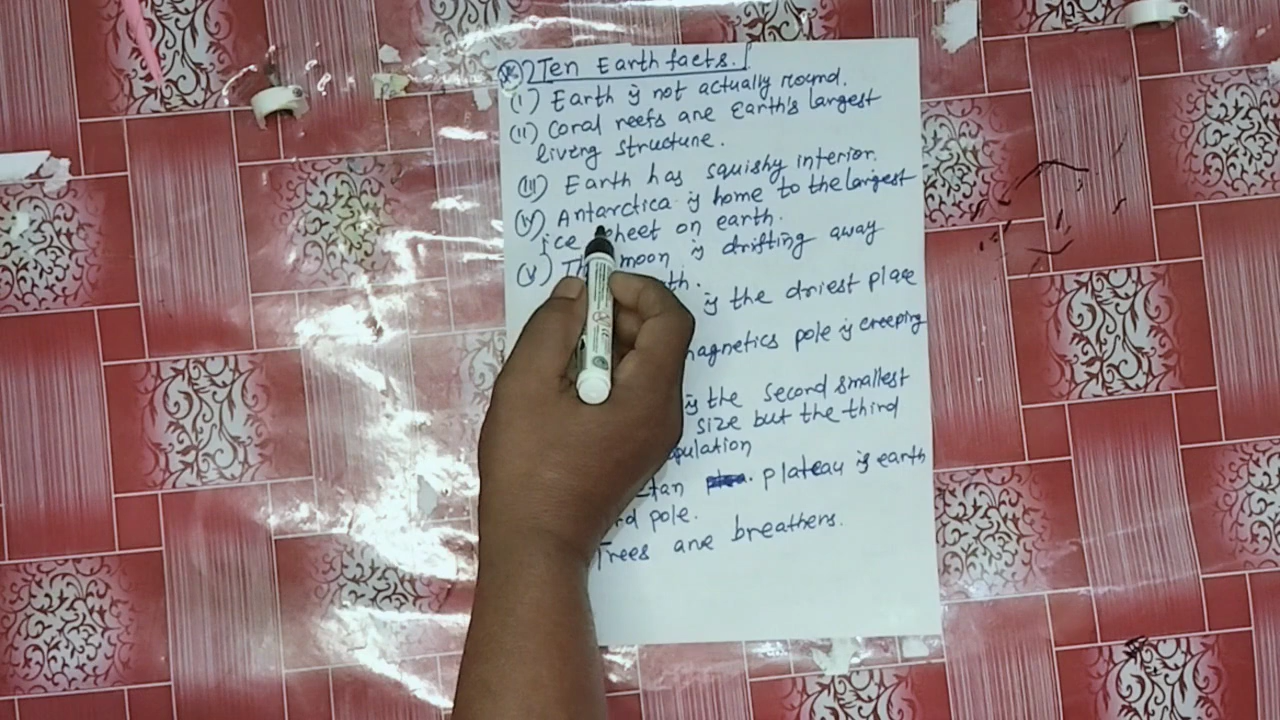 Ten Earth facts.
(I) Earth is not actually round.
(II) Coral reefs are Earth's largest
living structure.
(III) Earth has squishy interior.
(IV) Antarctica is home to the largest
ice sheet on earth.
(V) moon is drifting away
is the driest place
pole is creeping
is the second smallest
size but the third
plateau is earth
pole.
Trees are breathers.